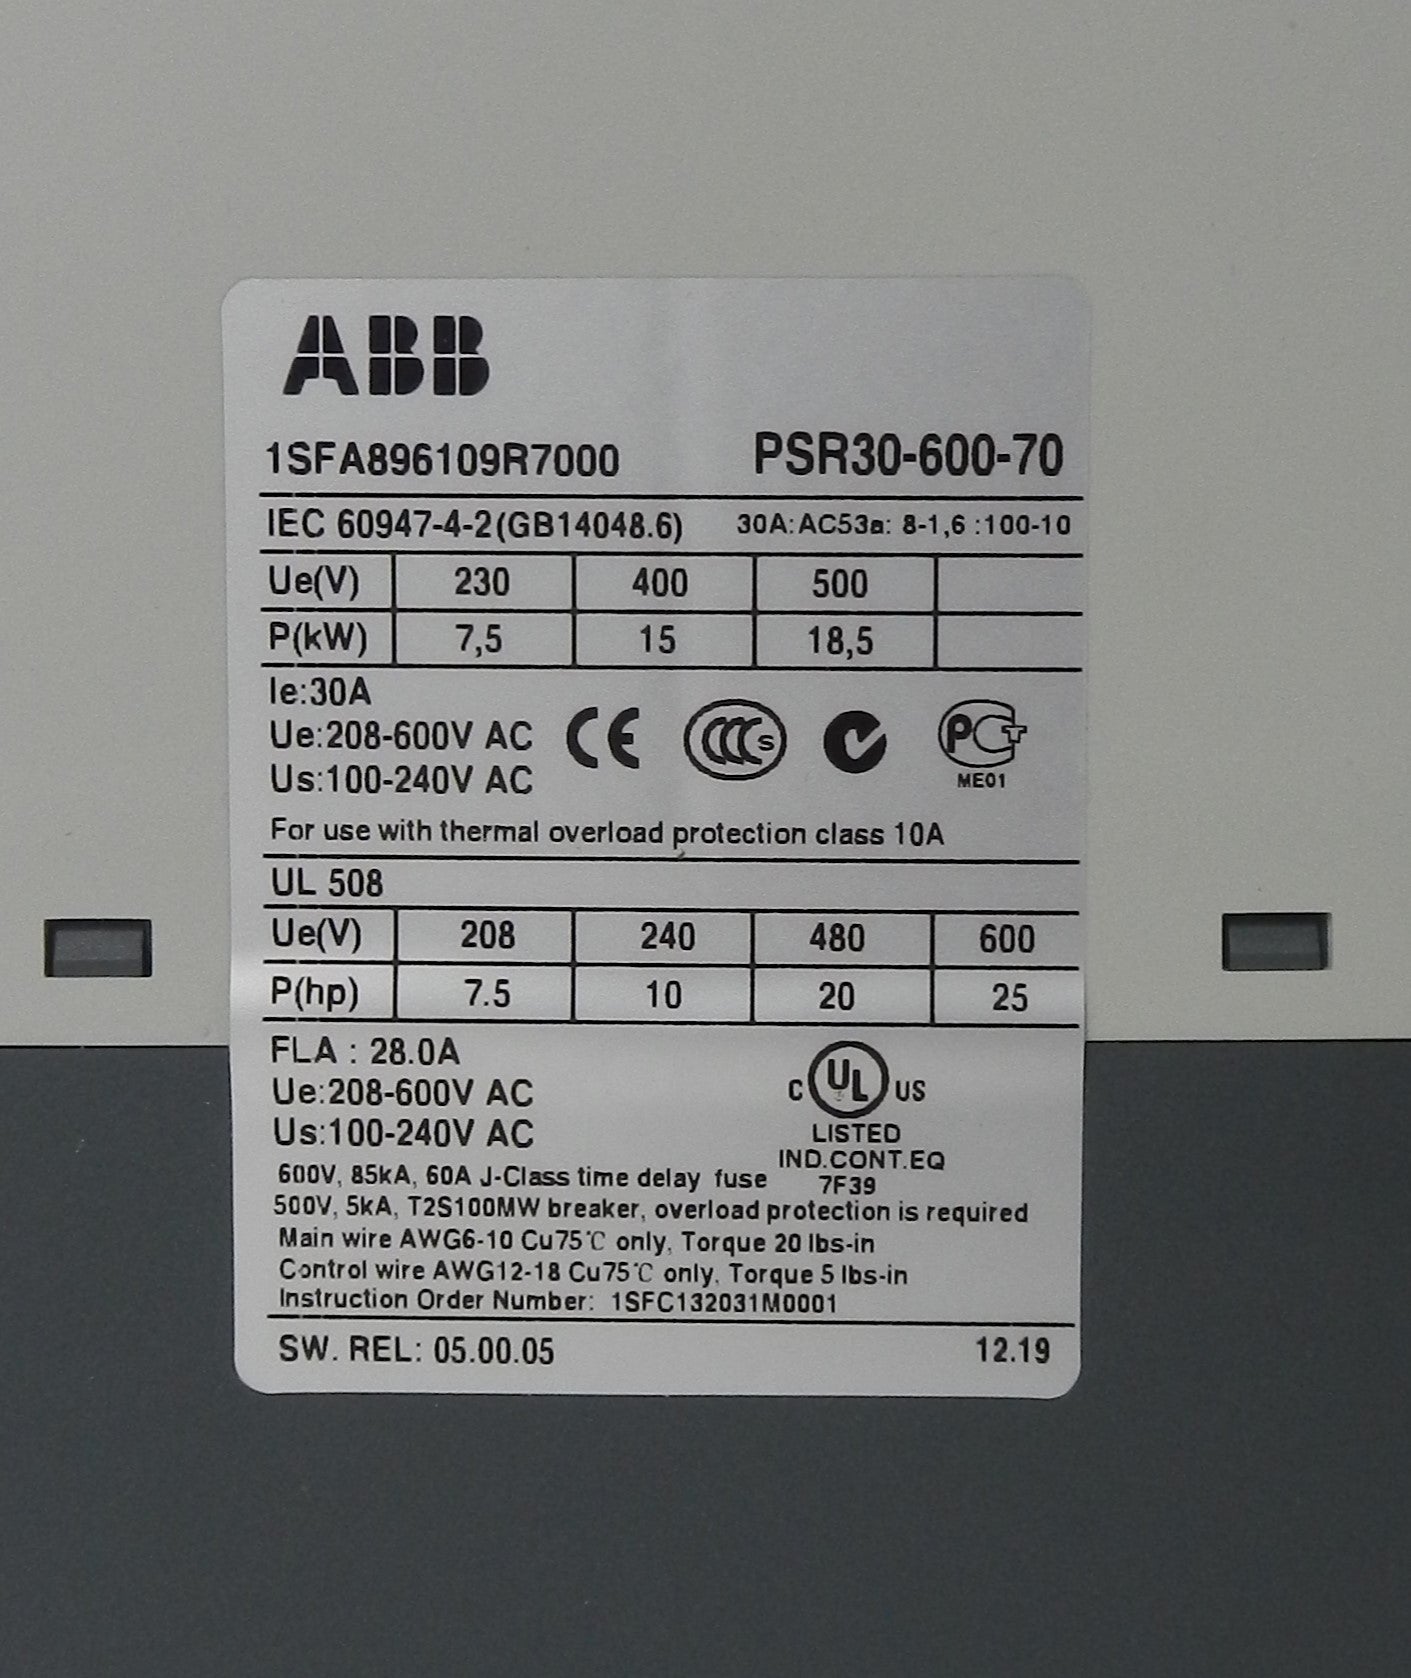 ABB
1SFA896109R7000 PSR30-600-70
IEC 60947-4-2(GB14048.6) 30A:AC53a: 8-1,6 :100-10
Ue(V) 230 400 500
P(kW) 7,5 15 18,5
Ie:30A
Ue:208-600V AC
Us:100-240V AC
CE
CCC S
PCT
ME01
For use with thermal overload protection class 10A
UL 508
Ue(V) 208 240 480 600
P(hp) 7.5 10 20 25
FLA : 28.0A
Ue:208-600V AC
Us:100-240V AC
C UL US
LISTED
IND.CONT.EQ
7F39
600V, 85kA, 60A J-Class time delay fuse
500V, 5kA, T2S100MW breaker, overload protection is required
Main wire AWG6-10 Cu75℃ only, Torque 20 lbs-in
Control wire AWG12-18 Cu75℃ only, Torque 5 lbs-in
Instruction Order Number: 1SFC132031M0001
SW. REL: 05.00.05 12.19